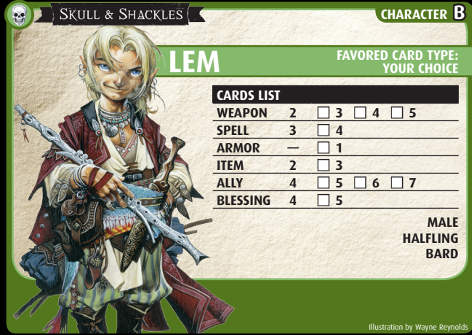 SKULL & SHACKLES
CHARACTER B
LEM
FAVORED CARD TYPE:
YOUR CHOICE
CARDS LIST
WEAPON 2 □ 3 □ 4 □ 5
SPELL 3 □ 4
ARMOR — □ 1
ITEM 2 □ 3
ALLY 4 □ 5 □ 6 □ 7
BLESSING 4 □ 5
MALE
HALFLING
BARD
Illustration by Wayne Reynolds